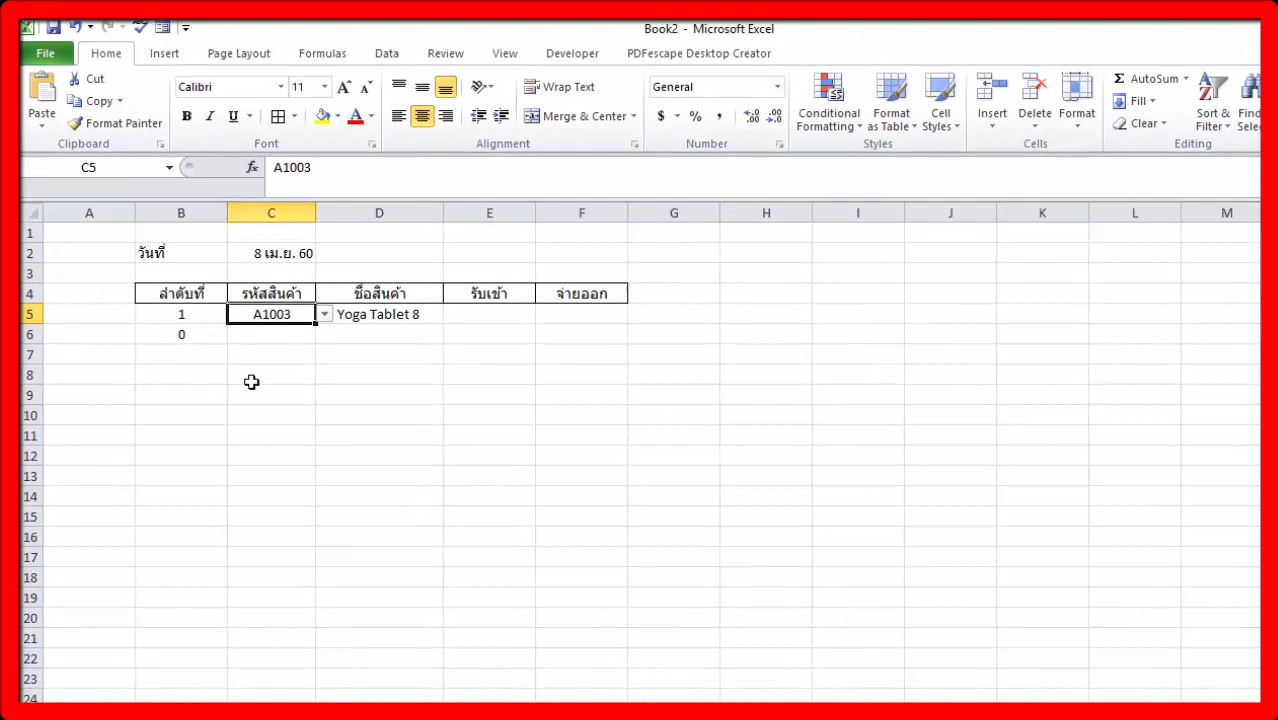 Book2 - Microsoft Excel
File Home Insert Page Layout Formulas Data Review View Developer PDFescape Desktop Creator
Paste
Cut
Copy
Format Painter
Clipboard
Calibri 11
B I U A
Font
Wrap Text
Merge & Center
Alignment
General
$ % ,
Number
Conditional Formatting
Format as Table
Cell Styles
Styles
Insert Delete Format
Cells
Σ AutoSum
Fill
Clear
Sort & Filter
Editing
C5 fx A1003
A B C D E F G H I J K L M
1
2 วันที่ 8 เม.ย. 60
3
4 ลำดับที่ รหัสสินค้า ชื่อสินค้า รับเข้า จ่ายออก
5 1 A1003 Yoga Tablet 8
6 0
7
8
9
10
11
12
13
14
15
16
17
18
19
20
21
22
23
24